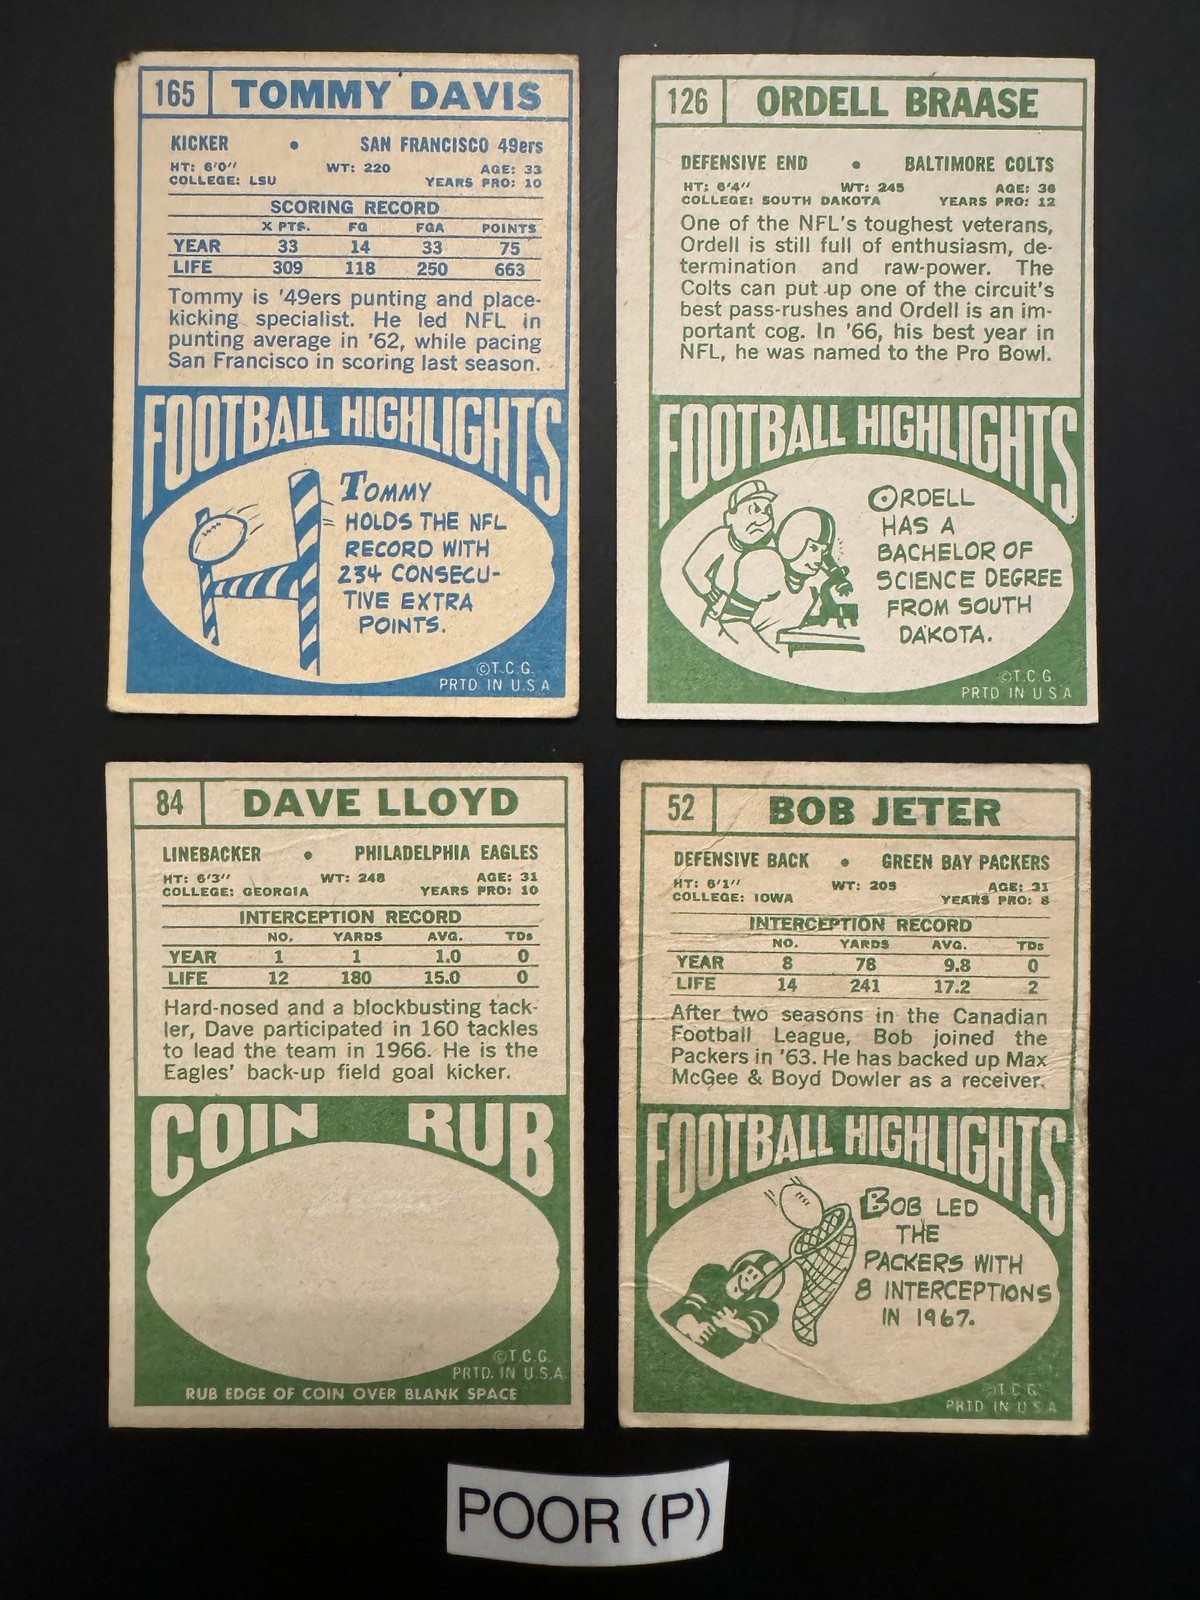 165 TOMMY DAVIS
KICKER • SAN FRANCISCO 49ers
HT: 6'0" WT: 220 AGE: 33
COLLEGE: LSU YEARS PRO: 10
SCORING RECORD
X PTS. FG FGA POINTS
YEAR 33 14 33 75
LIFE 309 118 250 663
Tommy is '49ers punting and place-
kicking specialist. He led NFL in
punting average in '62, while pacing
San Francisco in scoring last season.
FOOTBALL HIGHLIGHTS
TOMMY
HOLDS THE NFL
RECORD WITH
234 CONSECU-
TIVE EXTRA
POINTS.
©T.C.G.
PRTD. IN U.S.A
126 ORDELL BRAASE
DEFENSIVE END • BALTIMORE COLTS
HT: 6'4" WT: 245 AGE: 36
COLLEGE: SOUTH DAKOTA YEARS PRO: 12
One of the NFL's toughest veterans,
Ordell is still full of enthusiasm, de-
termination and raw-power. The
Colts can put up one of the circuit's
best pass-rushes and Ordell is an im-
portant cog. In '66, his best year in
NFL, he was named to the Pro Bowl.
FOOTBALL HIGHLIGHTS
ORDELL
HAS A
BACHELOR OF
SCIENCE DEGREE
FROM SOUTH
DAKOTA.
©T.C.G.
PRTD IN U.S.A
84 DAVE LLOYD
LINEBACKER • PHILADELPHIA EAGLES
HT: 6'3" WT: 248 AGE: 31
COLLEGE: GEORGIA YEARS PRO: 10
INTERCEPTION RECORD
NO. YARDS AVG. TDs
YEAR 1 1 1.0 0
LIFE 12 180 15.0 0
Hard-nosed and a blockbusting tack-
ler, Dave participated in 160 tackles
to lead the team in 1966. He is the
Eagles' back-up field goal kicker.
COIN RUB
©T.C.G.
PRTD. IN U.S.A.
RUB EDGE OF COIN OVER BLANK SPACE
52 BOB JETER
DEFENSIVE BACK • GREEN BAY PACKERS
HT: 6'1" WT: 205 AGE: 31
COLLEGE: IOWA YEARS PRO: 8
INTERCEPTION RECORD
NO. YARDS AVG. TDs
YEAR 8 78 9.8 0
LIFE 14 241 17.2 2
After two seasons in the Canadian
Football League, Bob joined the
Packers in '63. He has backed up Max
McGee & Boyd Dowler as a receiver.
FOOTBALL HIGHLIGHTS
BOB LED
THE
PACKERS WITH
8 INTERCEPTIONS
IN 1967.
©T.C.G.
PRTD IN U.S.A
POOR (P)